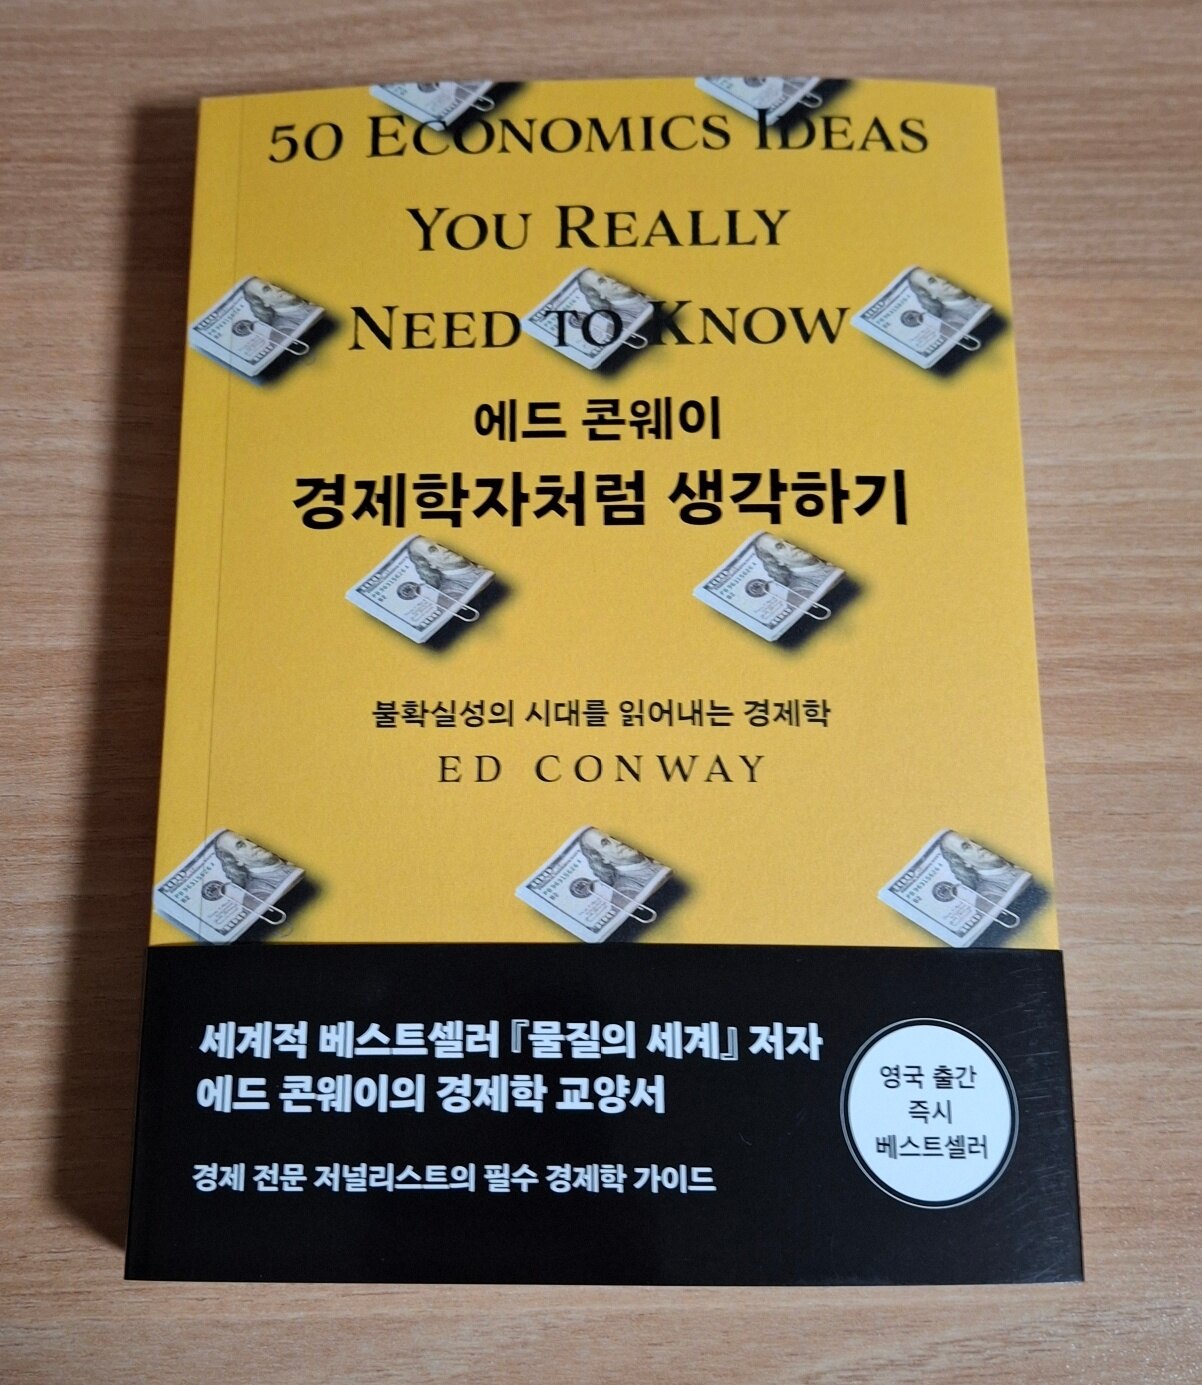 50 ECONOMICS IDEAS
YOU REALLY
NEED TO KNOW
에드 콘웨이
경제학자처럼 생각하기
불확실성의 시대를 읽어내는 경제학
ED CONWAY
세계적 베스트셀러 『물질의 세계』 저자
에드 콘웨이의 경제학 교양서
경제 전문 저널리스트의 필수 경제학 가이드
영국 출간
즉시
베스트셀러